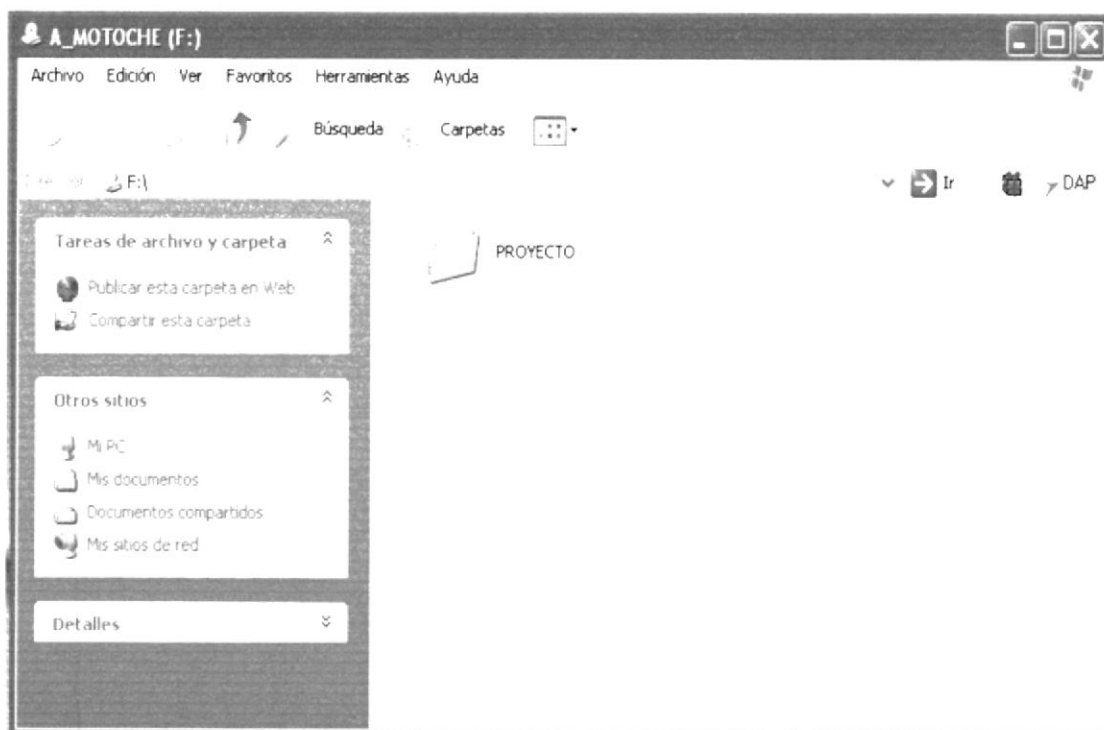 A_MOTOCHE (F:)
Archivo Edición Ver Favoritos Herramientas Ayuda
Búsqueda Carpetas
F:\ Ir DAP
Tareas de archivo y carpeta
Publicar esta carpeta en Web
Compartir esta carpeta
PROYECTO
Otros sitios
Mi PC
Mis documentos
Documentos compartidos
Mis sitios de red
Detalles